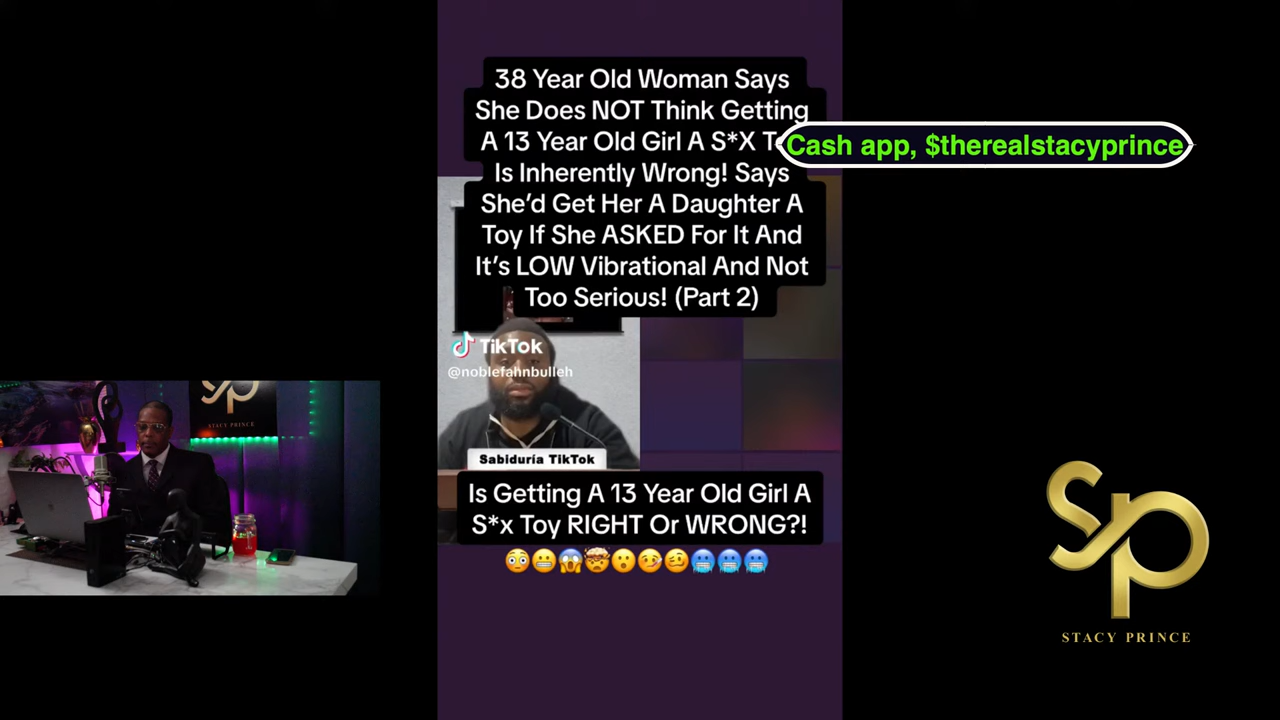 38 Year Old Woman Says
She Does NOT Think Getting
A 13 Year Old Girl A S*X
Is Inherently Wrong! Says
She'd Get Her A Daughter A
Toy If She ASKED For It And
It's LOW Vibrational And Not
Too Serious! (Part 2)
Cash app, $therealstacyprince
TikTok
@noblefahnbulleh
Sabiduría TikTok
Is Getting A 13 Year Old Girl A
S*x Toy RIGHT Or WRONG?!
SP
STACY PRINCE
SP
STACY PRINCE